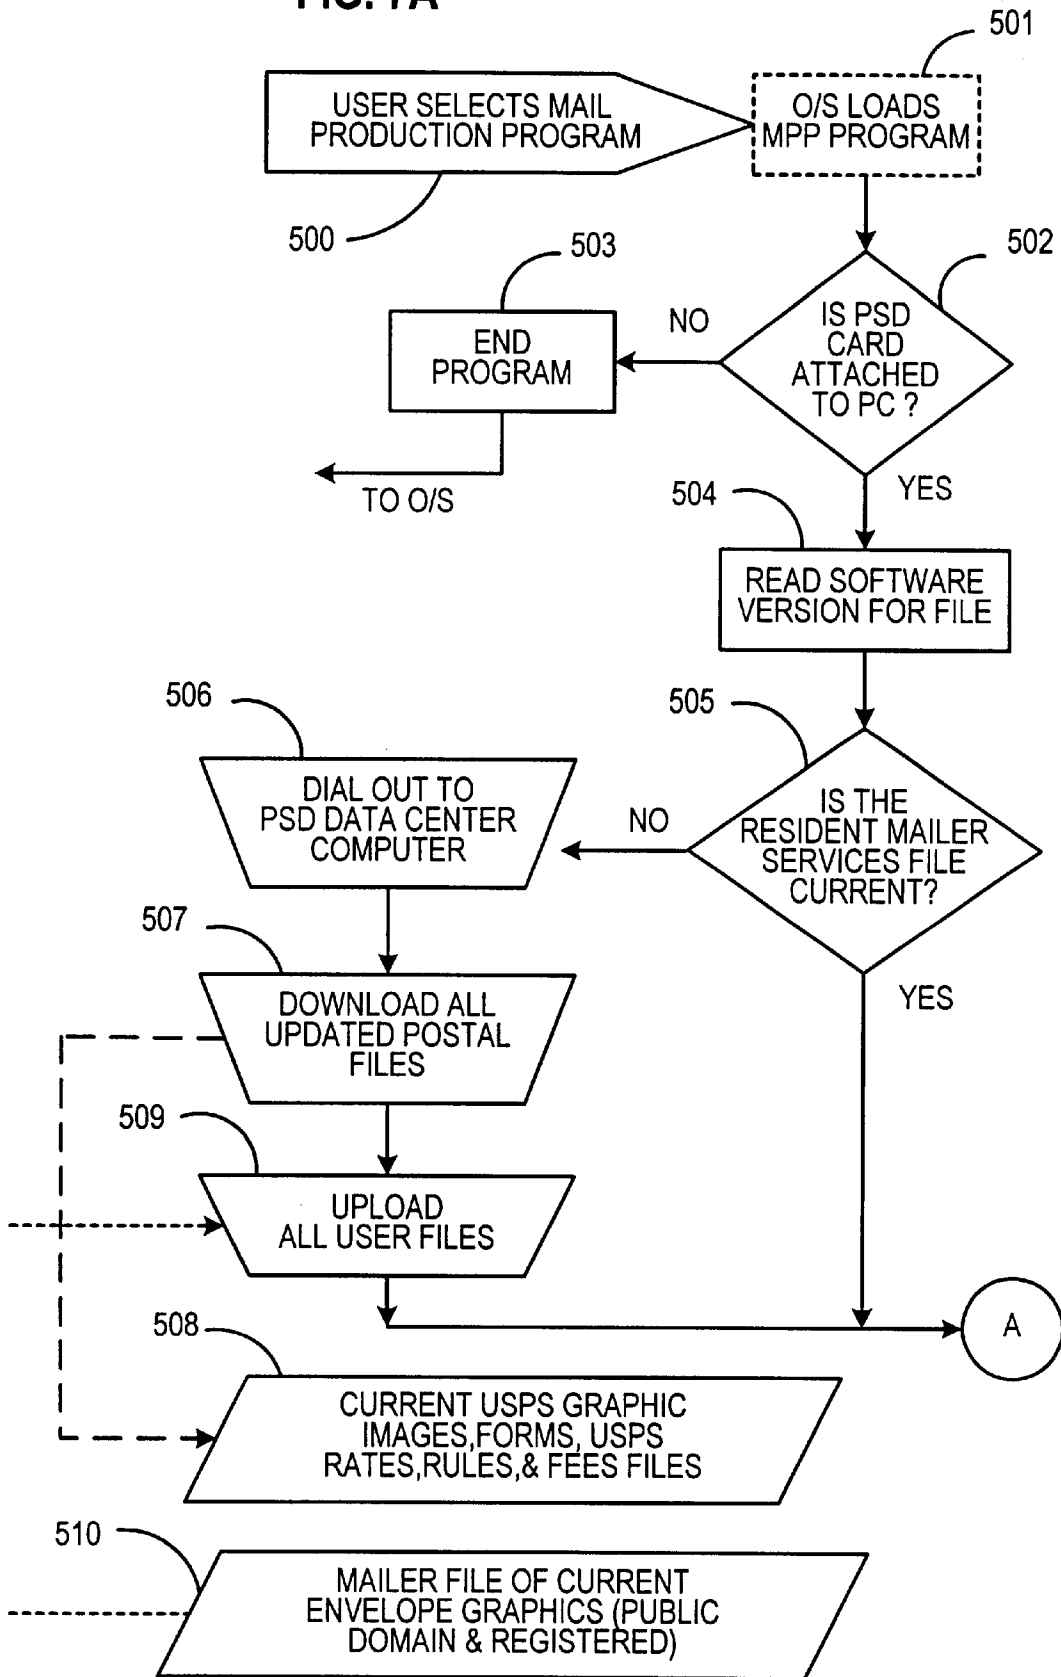 FIG. 7A
501
USER SELECTS MAIL
PRODUCTION PROGRAM
O/S LOADS
MPP PROGRAM
500
503
502
END
PROGRAM
NO
IS PSD
CARD
ATTACHED
TO PC ?
TO O/S
YES
504
READ SOFTWARE
VERSION FOR FILE
506
505
DIAL OUT TO
PSD DATA CENTER
COMPUTER
NO
IS THE
RESIDENT MAILER
SERVICES FILE
CURRENT?
507
YES
DOWNLOAD ALL
UPDATED POSTAL
FILES
509
UPLOAD
ALL USER FILES
508
A
CURRENT USPS GRAPHIC
IMAGES,FORMS, USPS
RATES,RULES,& FEES FILES
510
MAILER FILE OF CURRENT
ENVELOPE GRAPHICS (PUBLIC
DOMAIN & REGISTERED)